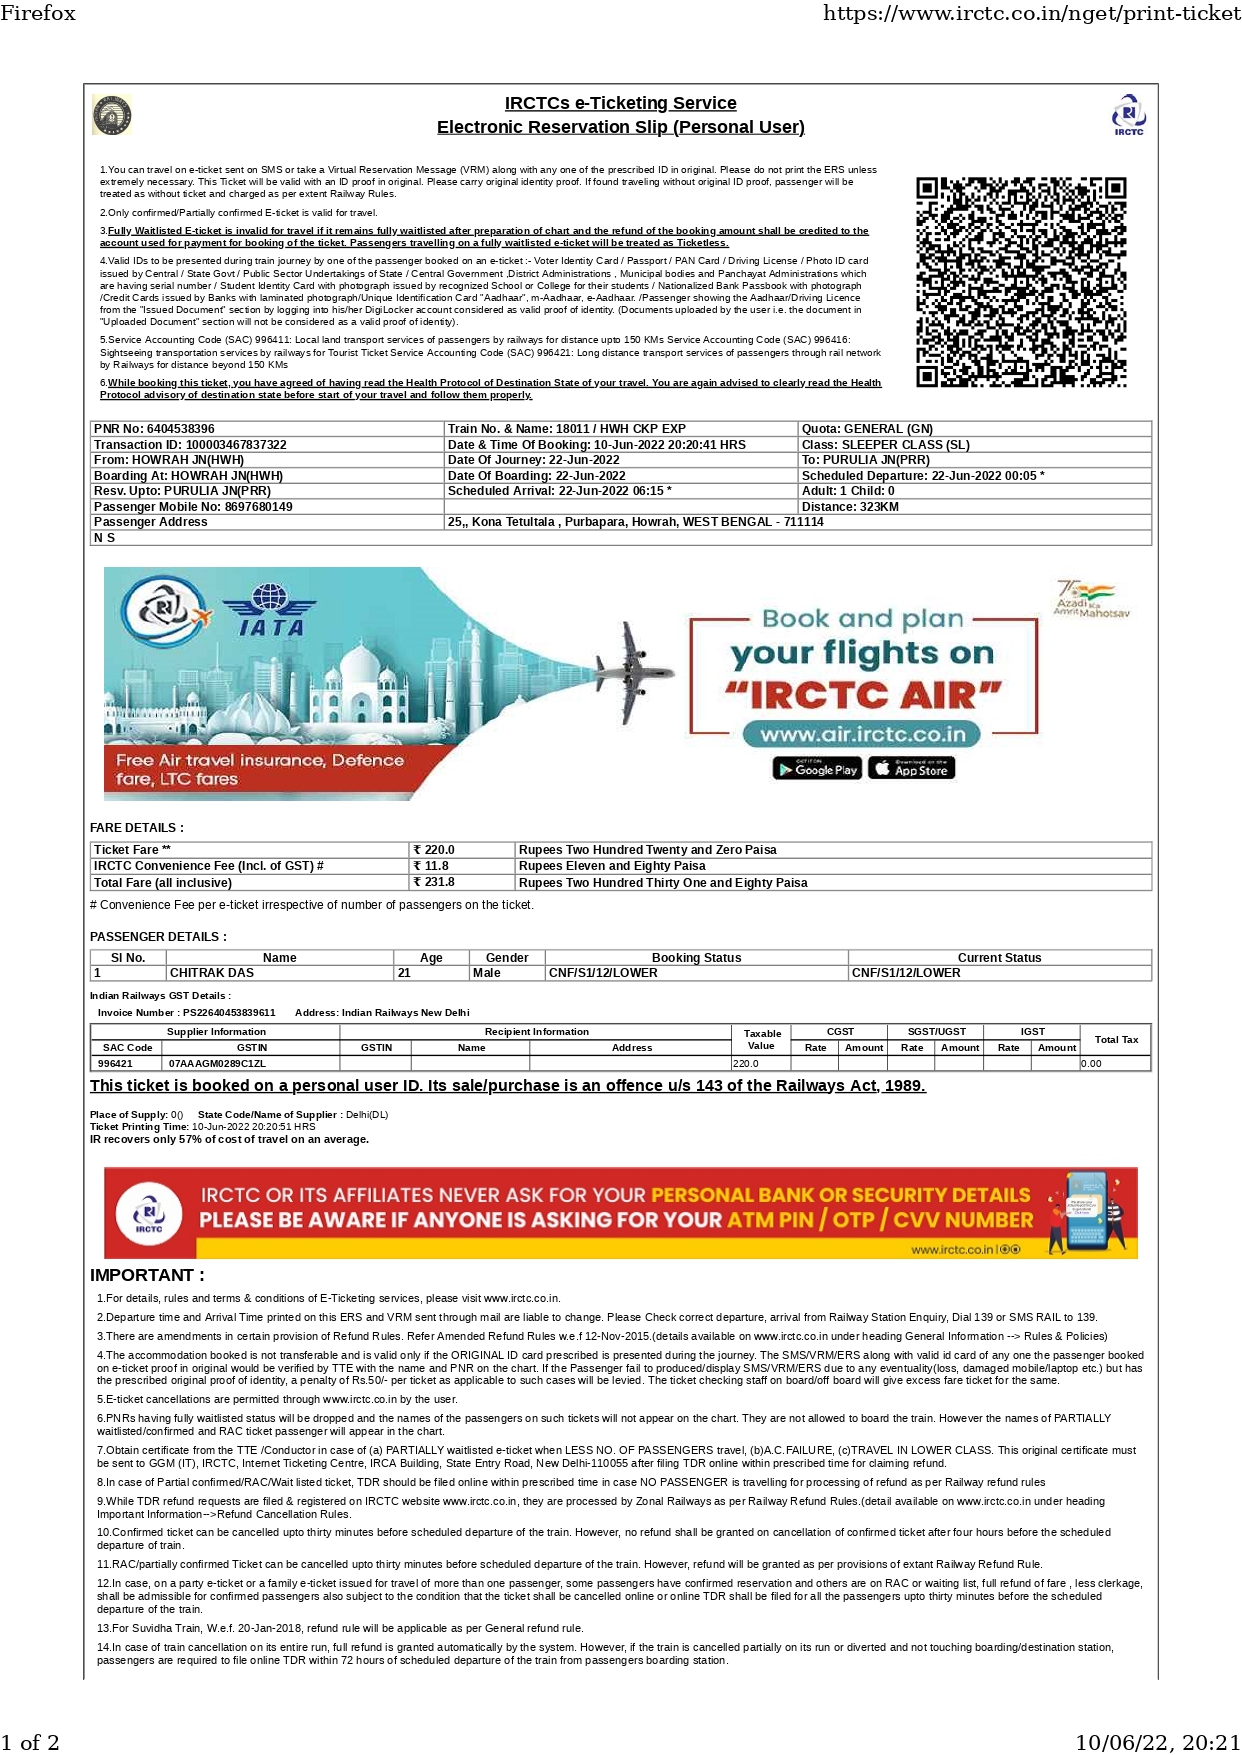 Firefox
https://www.irctc.co.in/nget/print-ticket
IRCTCs e-Ticketing Service
Electronic Reservation Slip (Personal User)
IRCTC
1.You can travel on e-ticket sent on SMS or take a Virtual Reservation Message (VRM) along with any one of the prescribed ID in original. Please do not print the ERS unless
extremely necessary. This Ticket will be valid with an ID proof in original. Please carry original identity proof. If found traveling without original ID proof, passenger will be
treated as without ticket and charged as per extent Railway Rules.
2.Only confirmed/Partially confirmed E-ticket is valid for travel.
3.Fully Waitlisted E-ticket is invalid for travel if it remains fully waitlisted after preparation of chart and the refund of the booking amount shall be credited to the
account used for payment for booking of the ticket. Passengers travelling on a fully waitlisted e-ticket will be treated as Ticketless.
4.Valid IDs to be presented during train journey by one of the passenger booked on an e-ticket :- Voter Identity Card / Passport / PAN Card / Driving License / Photo ID card
issued by Central / State Govt / Public Sector Undertakings of State / Central Government ,District Administrations , Municipal bodies and Panchayat Administrations which
are having serial number / Student Identity Card with photograph issued by recognized School or College for their students / Nationalized Bank Passbook with photograph
/Credit Cards issued by Banks with laminated photograph/Unique Identification Card "Aadhaar", m-Aadhaar, e-Aadhaar. /Passenger showing the Aadhaar/Driving Licence
from the "Issued Document" section by logging into his/her DigiLocker account considered as valid proof of identity. (Documents uploaded by the user i.e. the document in
"Uploaded Document" section will not be considered as a valid proof of identity).
5.Service Accounting Code (SAC) 996411: Local land transport services of passengers by railways for distance upto 150 KMs Service Accounting Code (SAC) 996416:
Sightseeing transportation services by railways for Tourist Ticket Service Accounting Code (SAC) 996421: Long distance transport services of passengers through rail network
by Railways for distance beyond 150 KMs
6.While booking this ticket, you have agreed of having read the Health Protocol of Destination State of your travel. You are again advised to clearly read the Health
Protocol advisory of destination state before start of your travel and follow them properly.
PNR No: 6404538396 Train No. & Name: 18011 / HWH CKP EXP Quota: GENERAL (GN)
Transaction ID: 100003467837322 Date & Time Of Booking: 10-Jun-2022 20:20:41 HRS Class: SLEEPER CLASS (SL)
From: HOWRAH JN(HWH) Date Of Journey: 22-Jun-2022 To: PURULIA JN(PRR)
Boarding At: HOWRAH JN(HWH) Date Of Boarding: 22-Jun-2022 Scheduled Departure: 22-Jun-2022 00:05 *
Resv. Upto: PURULIA JN(PRR) Scheduled Arrival: 22-Jun-2022 06:15 * Adult: 1 Child: 0
Passenger Mobile No: 8697680149 Distance: 323KM
Passenger Address 25,, Kona Tetultala , Purbapara, Howrah, WEST BENGAL - 711114
N S
IATA
Azadi Ka
Amrit Mahotsav
Book and plan
your flights on
"IRCTC AIR"
www.air.irctc.co.in
GET IT ON
Google Play
Download on the
App Store
Free Air travel insurance, Defence
fare, LTC fares
FARE DETAILS :
Ticket Fare ** ₹ 220.0 Rupees Two Hundred Twenty and Zero Paisa
IRCTC Convenience Fee (Incl. of GST) # ₹ 11.8 Rupees Eleven and Eighty Paisa
Total Fare (all inclusive) ₹ 231.8 Rupees Two Hundred Thirty One and Eighty Paisa
# Convenience Fee per e-ticket irrespective of number of passengers on the ticket.
PASSENGER DETAILS :
Sl No. Name Age Gender Booking Status Current Status
1 CHITRAK DAS 21 Male CNF/S1/12/LOWER CNF/S1/12/LOWER
Indian Railways GST Details :
Invoice Number : PS22640453839611 Address: Indian Railways New Delhi
Supplier Information Recipient Information Taxable Value CGST SGST/UGST IGST Total Tax
SAC Code GSTIN GSTIN Name Address Rate Amount Rate Amount Rate Amount
996421 07AAAGM0289C1ZL 220.0 0.00
This ticket is booked on a personal user ID. Its sale/purchase is an offence u/s 143 of the Railways Act, 1989.
Place of Supply: 0() State Code/Name of Supplier : Delhi(DL)
Ticket Printing Time: 10-Jun-2022 20:20:51 HRS
IR recovers only 57% of cost of travel on an average.
IRCTC
IRCTC OR ITS AFFILIATES NEVER ASK FOR YOUR PERSONAL BANK OR SECURITY DETAILS
PLEASE BE AWARE IF ANYONE IS ASKING FOR YOUR ATM PIN / OTP / CVV NUMBER
www.irctc.co.in
IMPORTANT :
1.For details, rules and terms & conditions of E-Ticketing services, please visit www.irctc.co.in.
2.Departure time and Arrival Time printed on this ERS and VRM sent through mail are liable to change. Please Check correct departure, arrival from Railway Station Enquiry, Dial 139 or SMS RAIL to 139.
3.There are amendments in certain provision of Refund Rules. Refer Amended Refund Rules w.e.f 12-Nov-2015.(details available on www.irctc.co.in under heading General Information --> Rules & Policies)
4.The accommodation booked is not transferable and is valid only if the ORIGINAL ID card prescribed is presented during the journey. The SMS/VRM/ERS along with valid id card of any one the passenger booked
on e-ticket proof in original would be verified by TTE with the name and PNR on the chart. If the Passenger fail to produced/display SMS/VRM/ERS due to any eventuality(loss, damaged mobile/laptop etc.) but has
the prescribed original proof of identity, a penalty of Rs.50/- per ticket as applicable to such cases will be levied. The ticket checking staff on board/off board will give excess fare ticket for the same.
5.E-ticket cancellations are permitted through www.irctc.co.in by the user.
6.PNRs having fully waitlisted status will be dropped and the names of the passengers on such tickets will not appear on the chart. They are not allowed to board the train. However the names of PARTIALLY
waitlisted/confirmed and RAC ticket passenger will appear in the chart.
7.Obtain certificate from the TTE /Conductor in case of (a) PARTIALLY waitlisted e-ticket when LESS NO. OF PASSENGERS travel, (b)A.C.FAILURE, (c)TRAVEL IN LOWER CLASS. This original certificate must
be sent to GGM (IT), IRCTC, Internet Ticketing Centre, IRCA Building, State Entry Road, New Delhi-110055 after filing TDR online within prescribed time for claiming refund.
8.In case of Partial confirmed/RAC/Wait listed ticket, TDR should be filed online within prescribed time in case NO PASSENGER is travelling for processing of refund as per Railway refund rules
9.While TDR refund requests are filed & registered on IRCTC website www.irctc.co.in, they are processed by Zonal Railways as per Railway Refund Rules.(detail available on www.irctc.co.in under heading
Important Information-->Refund Cancellation Rules.
10.Confirmed ticket can be cancelled upto thirty minutes before scheduled departure of the train. However, no refund shall be granted on cancellation of confirmed ticket after four hours before the scheduled
departure of train.
11.RAC/partially confirmed Ticket can be cancelled upto thirty minutes before scheduled departure of the train. However, refund will be granted as per provisions of extant Railway Refund Rule.
12.In case, on a party e-ticket or a family e-ticket issued for travel of more than one passenger, some passengers have confirmed reservation and others are on RAC or waiting list, full refund of fare , less clerkage,
shall be admissible for confirmed passengers also subject to the condition that the ticket shall be cancelled online or online TDR shall be filed for all the passengers upto thirty minutes before the scheduled
departure of the train.
13.For Suvidha Train, W.e.f. 20-Jan-2018, refund rule will be applicable as per General refund rule.
14.In case of train cancellation on its entire run, full refund is granted automatically by the system. However, if the train is cancelled partially on its run or diverted and not touching boarding/destination station,
passengers are required to file online TDR within 72 hours of scheduled departure of the train from passengers boarding station.
1 of 2
10/06/22, 20:21